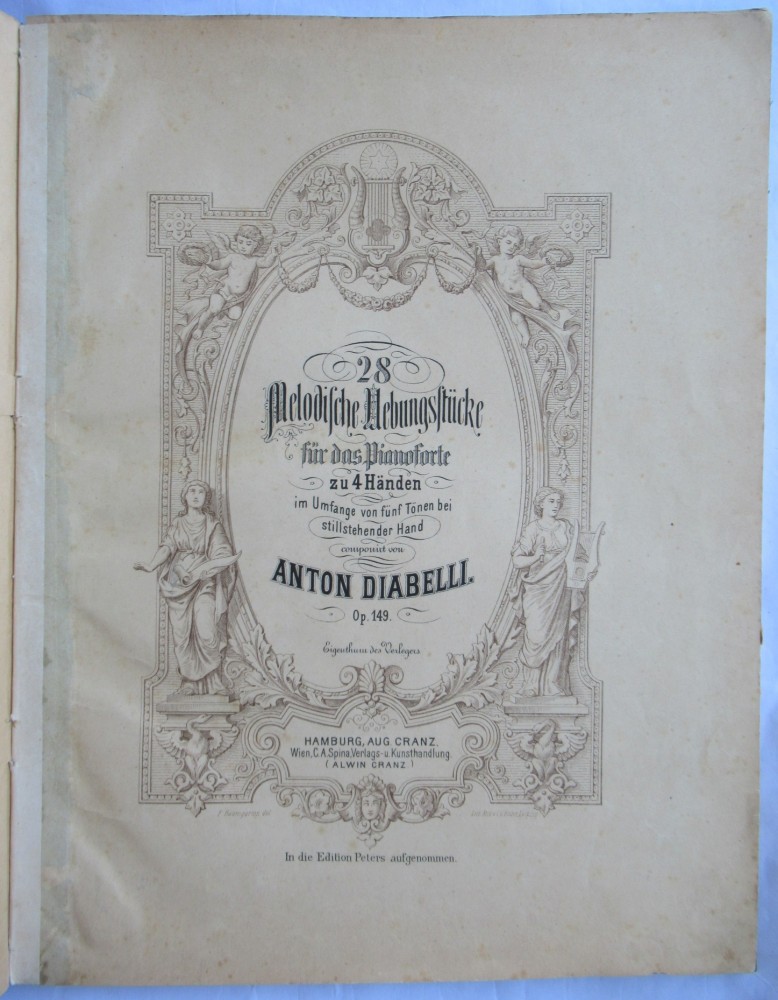 28
Melodische Uebungsstücke
für das Pianoforte
zu 4 Händen
im Umfange von fünf Tönen bei
stillstehender Hand
componirt von
ANTON DIABELLI.
Op. 149.
Eigenthum des Verlegers
HAMBURG, AUG. CRANZ.
Wien, C. A. Spina, Verlags- u. Kunsthandlung
(ALWIN CRANZ)
In die Edition Peters aufgenommen.